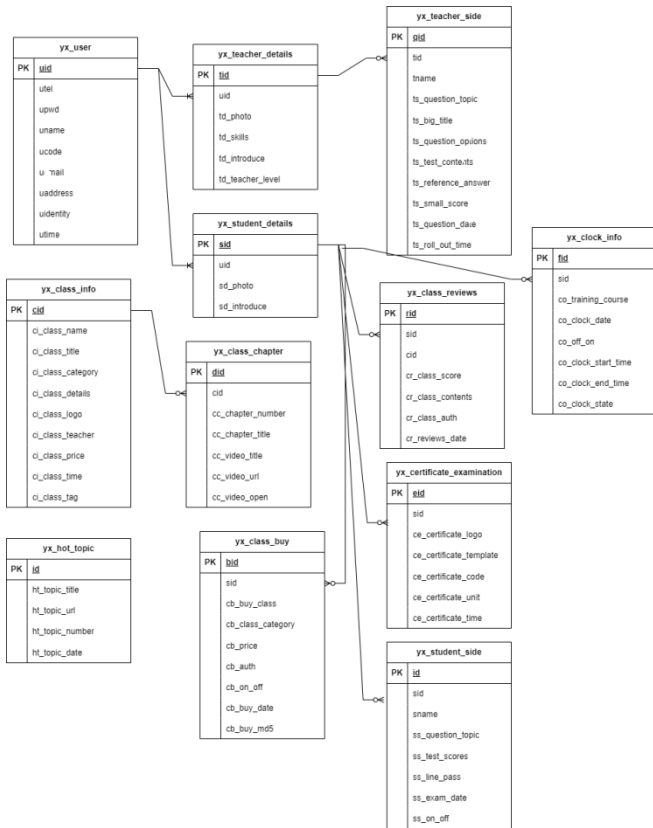 yx_user
PK uid
utel
upwd
uname
ucode
uaddress
uidentity
utime
yx_teacher_details
PK tid
uid
td_photo
td_skills
td_introduce
td_teacher_level
yx_teacher_side
PK qid
tid
tname
ts_question_topic
ts_big_title
ts_question_options
ts_test_contents
ts_reference_answer
ts_small_score
ts_question_date
ts_roll_out_time
yx_student_details
PK sid
uid
sd_photo
sd_introduce
yx_clock_info
PK fid
sid
co_training_course
co_clock_date
co_off_on
co_clock_start_time
co_clock_end_time
co_clock_state
yx_class_info
PK cid
ci_class_name
ci_class_title
ci_class_category
ci_class_details
ci_class_logo
ci_class_teacher
ci_class_price
ci_class_time
ci_class_tag
yx_class_chapter
PK did
cid
cc_chapter_number
cc_chapter_title
cc_video_title
cc_video_url
cc_video_open
yx_class_reviews
PK rid
sid
cid
cr_class_score
cr_class_contents
cr_class_auth
cr_reviews_date
yx_certificate_examination
PK eid
sid
ce_certificate_logo
ce_certificate_template
ce_certificate_code
ce_certificate_unit
ce_certificate_time
yx_hot_topic
PK id
ht_topic_title
ht_topic_url
ht_topic_number
ht_topic_date
yx_class_buy
PK bid
sid
cb_buy_class
cb_class_category
cb_price
cb_auth
cb_on_off
cb_buy_date
cb_buy_md5
yx_student_side
PK id
sid
sname
ss_question_topic
ss_test_scores
ss_line_pass
ss_exam_date
ss_on_off